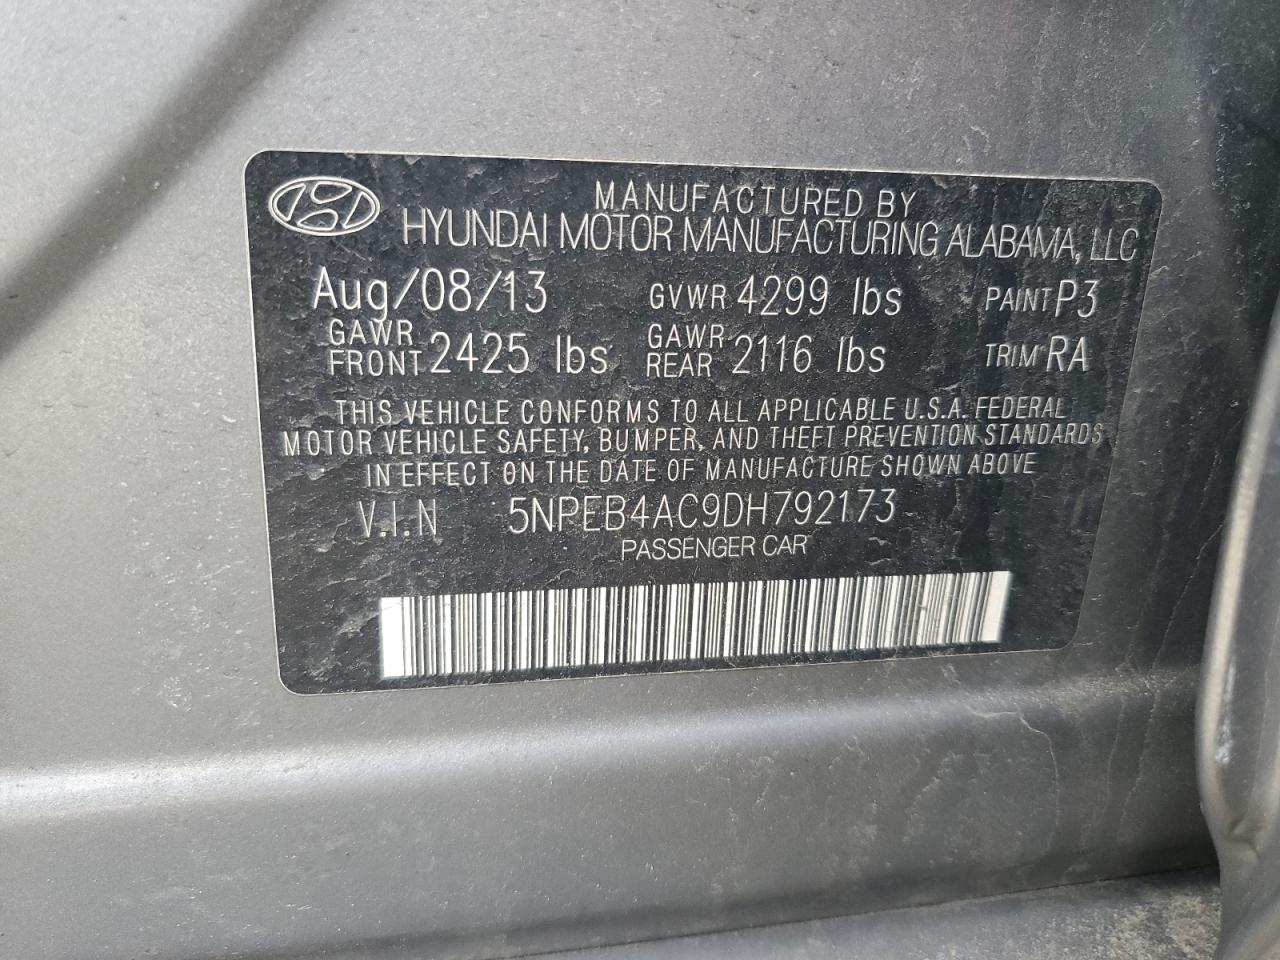 MANUFACTURED BY
HYUNDAI MOTOR MANUFACTURING ALABAMA, LLC
Aug/08/13 GVWR 4299 lbs PAINT P3
GAWR FRONT 2425 lbs GAWR REAR 2116 lbs TRIM RA
THIS VEHICLE CONFORMS TO ALL APPLICABLE U.S.A. FEDERAL
MOTOR VEHICLE SAFETY, BUMPER, AND THEFT PREVENTION STANDARDS
IN EFFECT ON THE DATE OF MANUFACTURE SHOWN ABOVE
V.I.N 5NPEB4AC9DH792173
PASSENGER CAR